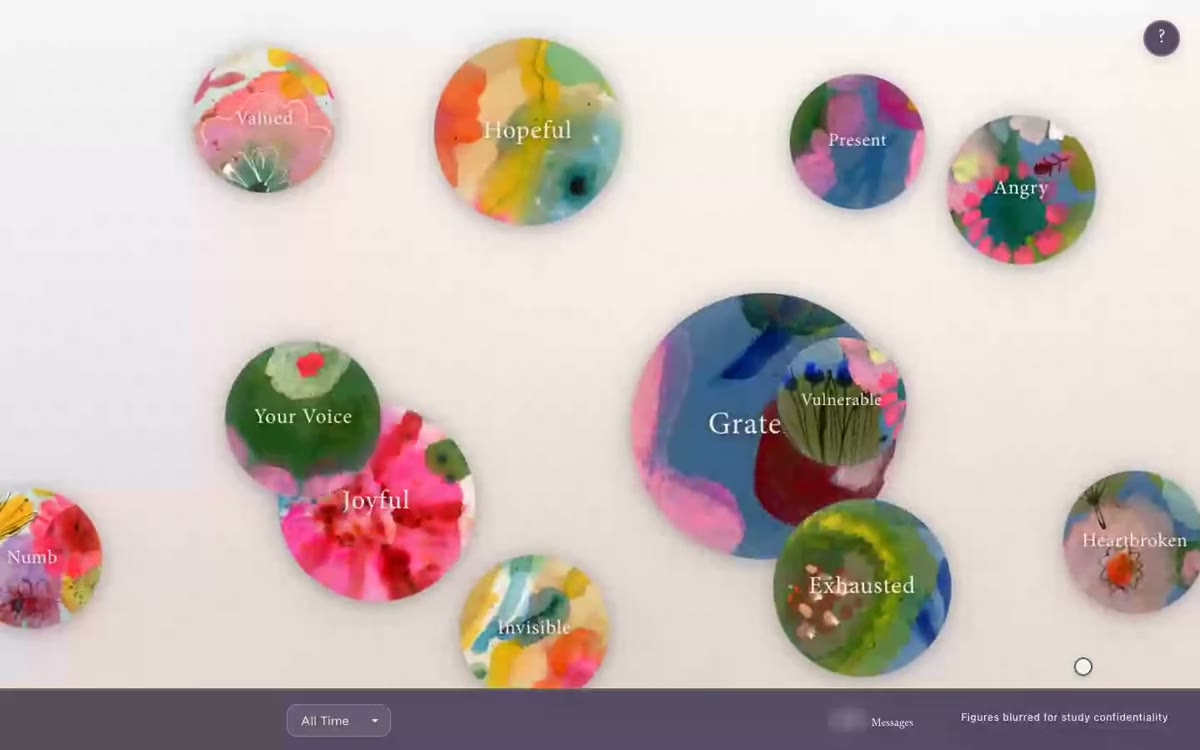 ?
Valued
Hopeful
Present
Angry
Your Voice
Grate
Vulnerable
Joyful
Numb
Heartbroken
Exhausted
Invisible
All Time
Messages
Figures blurred for study confidentiality